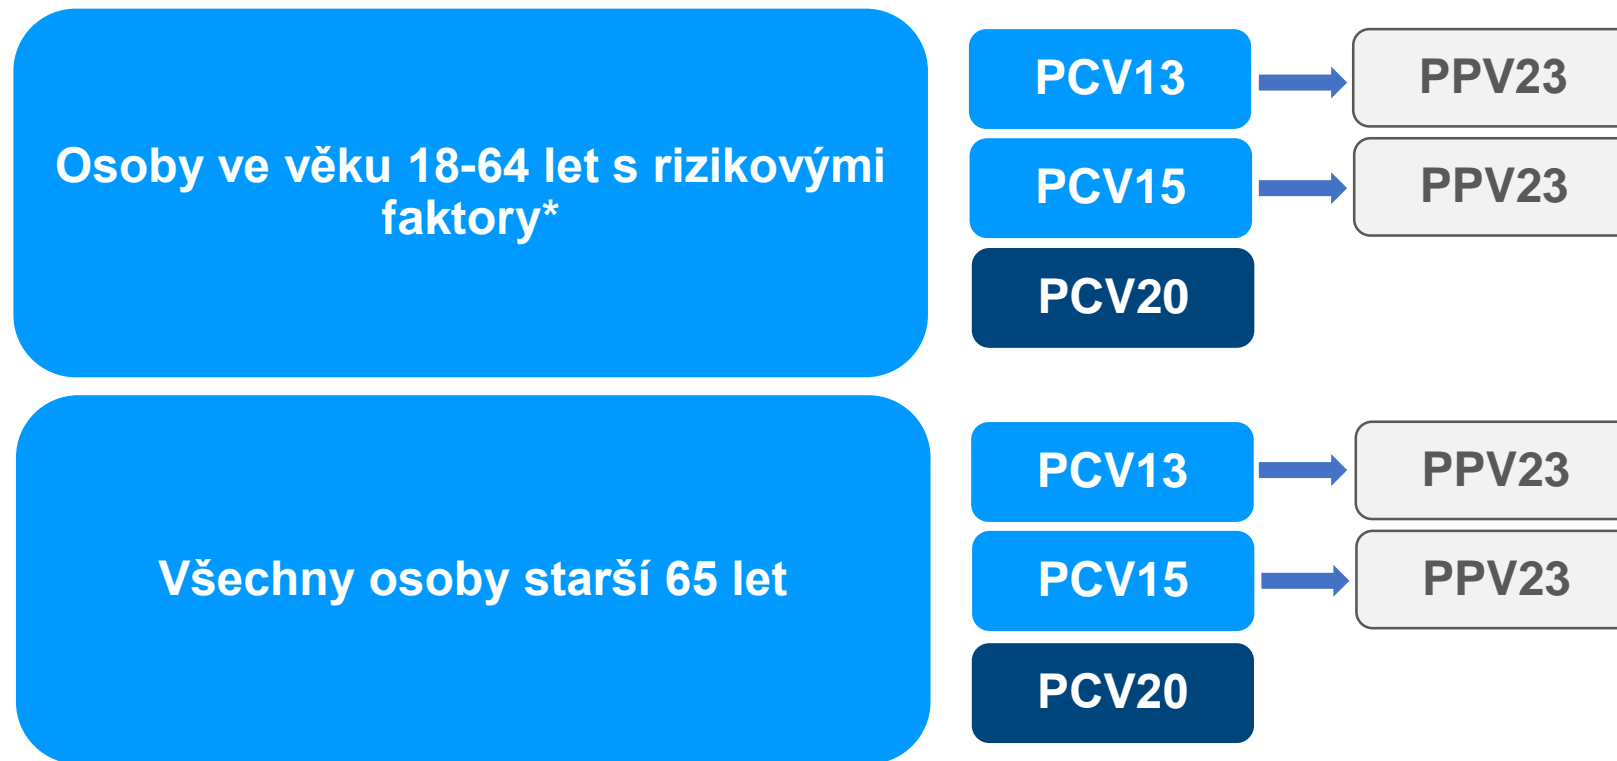 Osoby ve věku 18-64 let s rizikovými
faktory*
PCV13
PPV23
PCV15
PPV23
PCV20
Všechny osoby starší 65 let
PCV13
PPV23
PCV15
PPV23
PCV20